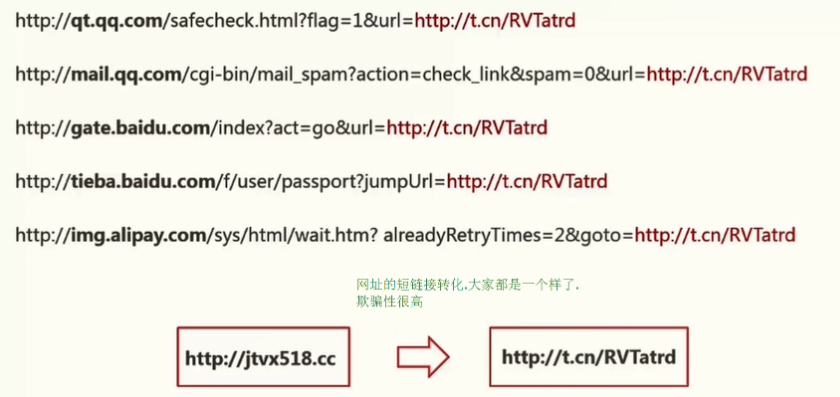 http://qt.qq.com/safecheck.html?flag=1&url=http://t.cn/RVTatrd
http://mail.qq.com/cgi-bin/mail_spam?action=check_link&spam=0&url=http://t.cn/RVTatrd
http://gate.baidu.com/index?act=go&url=http://t.cn/RVTatrd
http://tieba.baidu.com/f/user/passport?jumpUrl=http://t.cn/RVTatrd
http://img.alipay.com/sys/html/wait.htm? alreadyRetryTimes=2&goto=http://t.cn/RVTatrd
网址的短链接转化,大家都是一个样了.
欺骗性很高
http://jtvx518.cc
http://t.cn/RVTatrd